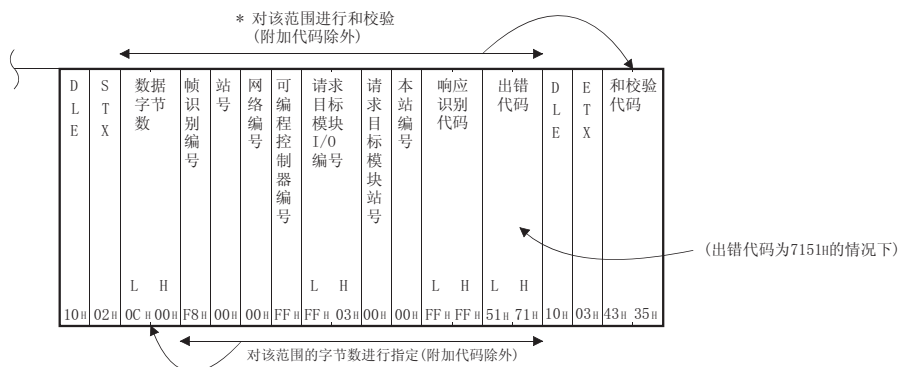 * 对该范围进行和校验
(附加代码除外)
D
L
E
S
T
X
数据
字节
数
帧
识
别
编
号
站
号
网
络
编
号
可
编
程
控
制
器
编
号
请求
目标
模块
I/O
编号
请
求
目
标
模
块
站
号
本
站
编
号
响应
识别
代码
出错
代码
D
L
E
E
T
X
和校验
代码
(出错代码为7151H的情况下)
L H L H L H L H
10H 02H 0CH 00H F8H 00H 00H FFH FFH 03H 00H 00H FFH FFH 51H 71H 10H 03H 43H 35H
对该范围的字节数进行指定(附加代码除外)